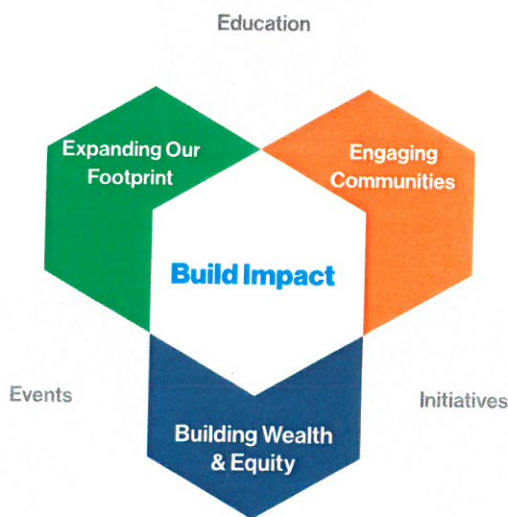 Education
Expanding Our
Footprint
Engaging
Communities
Build Impact
Events
Initiatives
Building Wealth
& Equity